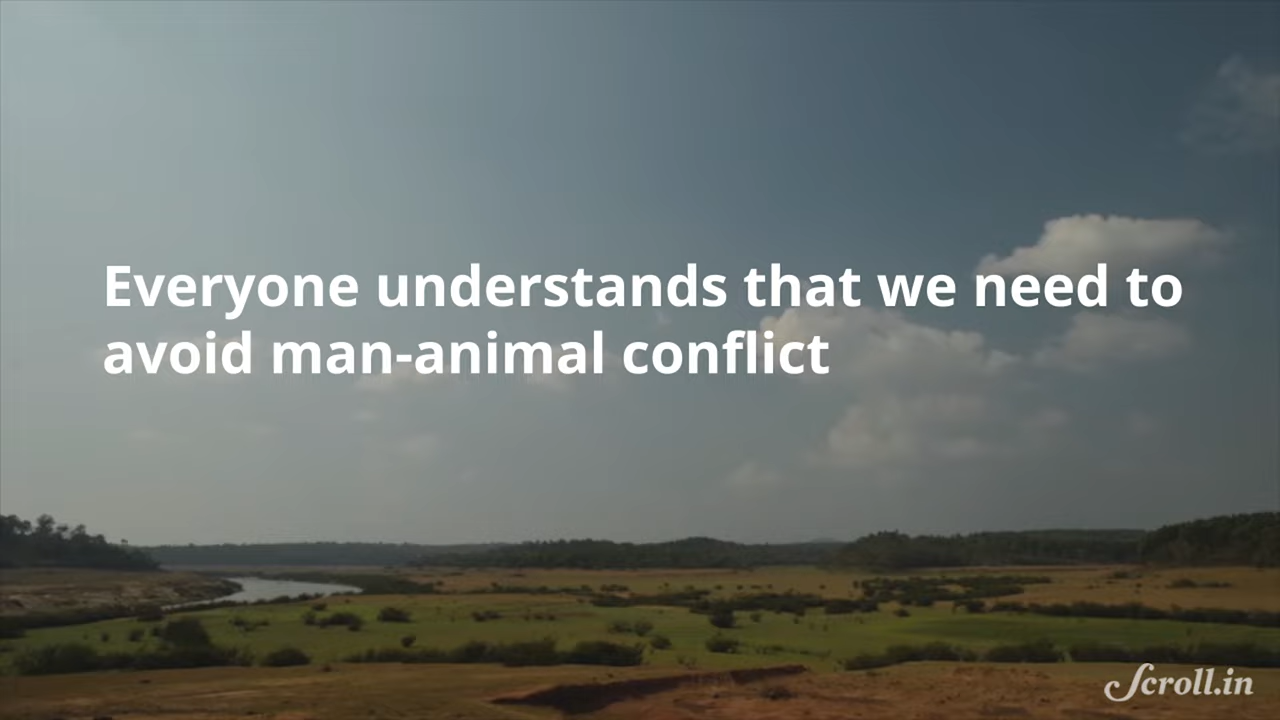 Everyone understands that we need to
avoid man-animal conflict
Scroll.in